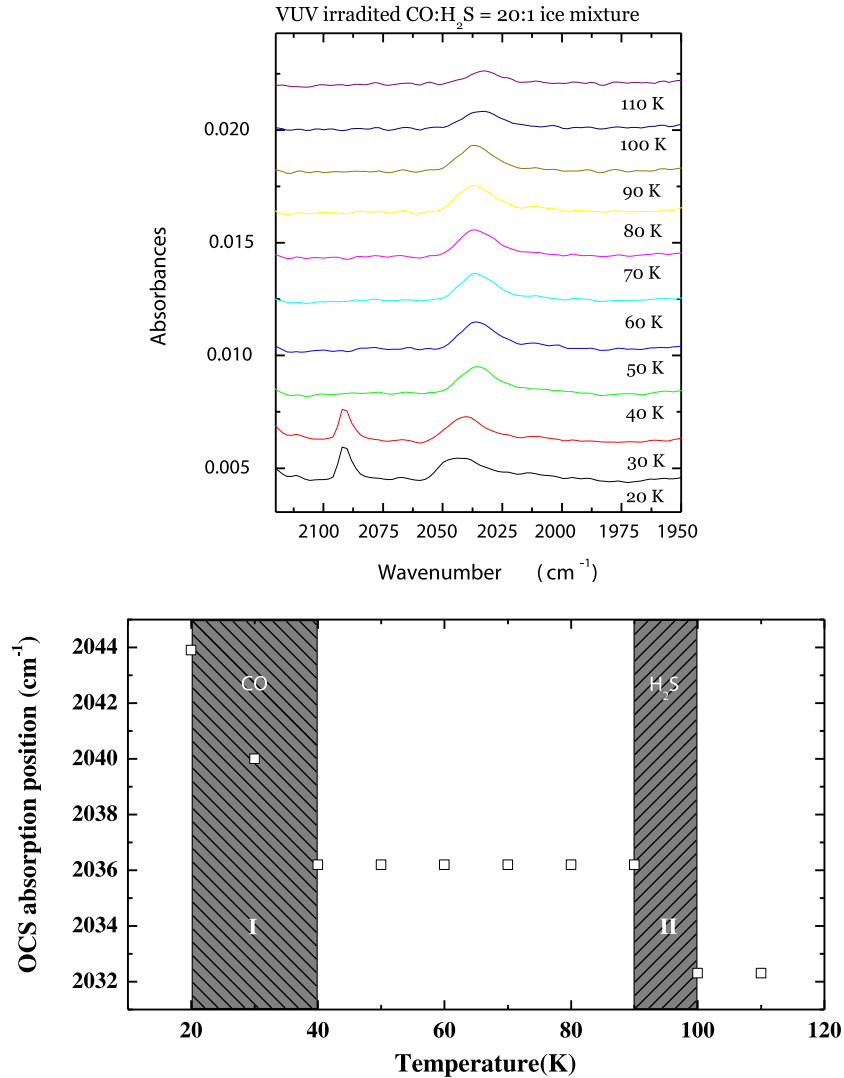 VUV irradited CO:H₂S = 20:1 ice mixture
110 K
0.020
100 K
90 K
80 K
0.015
70 K
60 K
0.010
50 K
40 K
30 K
0.005
20 K
Absorbances
2100 2075 2050 2025 2000 1975 1950
Wavenumber (cm⁻¹)
2044
CO
H₂S
2042
2040
2038
2036
2034
I
II
2032
OCS absorption position (cm⁻¹)
20 40 60 80 100 120
Temperature(K)